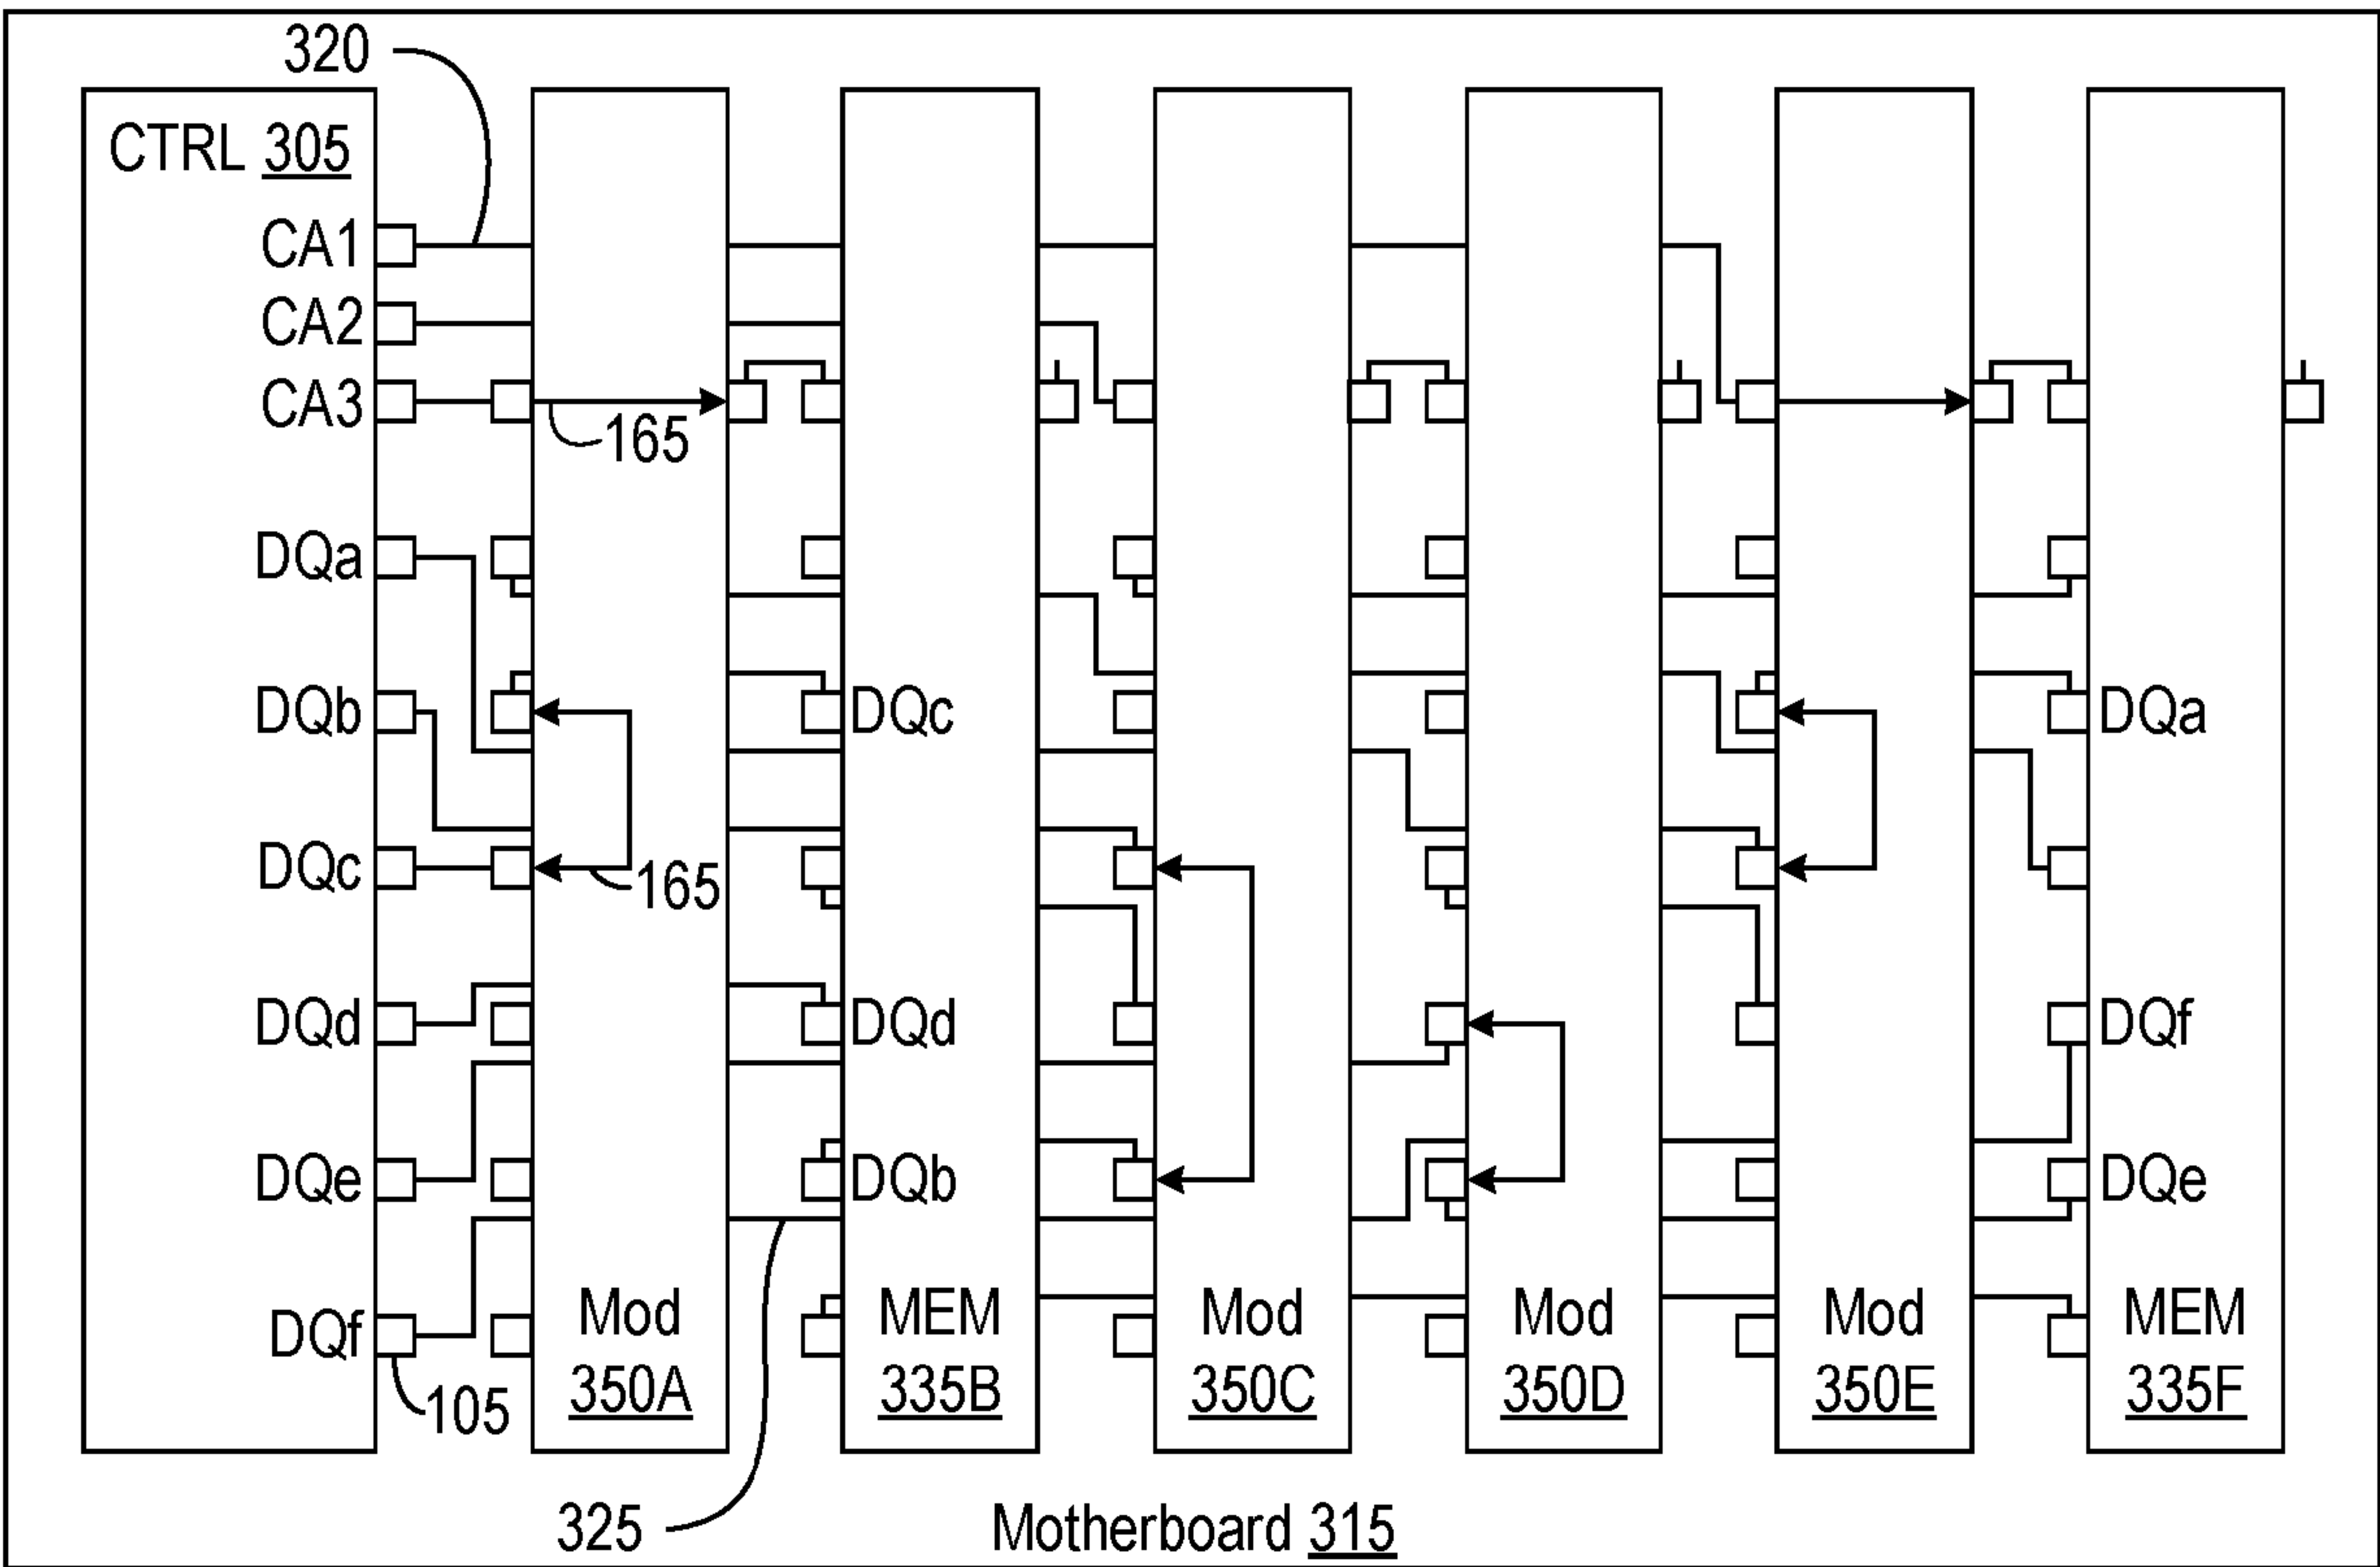 320
CTRL 305
CA1
CA2
CA3
165
DQa
DQb
DQc
DQa
165
DQc
DQd
DQd
DQf
DQe
DQb
DQe
DQf
105
Mod
350A
MEM
335B
Mod
350C
Mod
350D
Mod
350E
MEM
335F
325
Motherboard 315